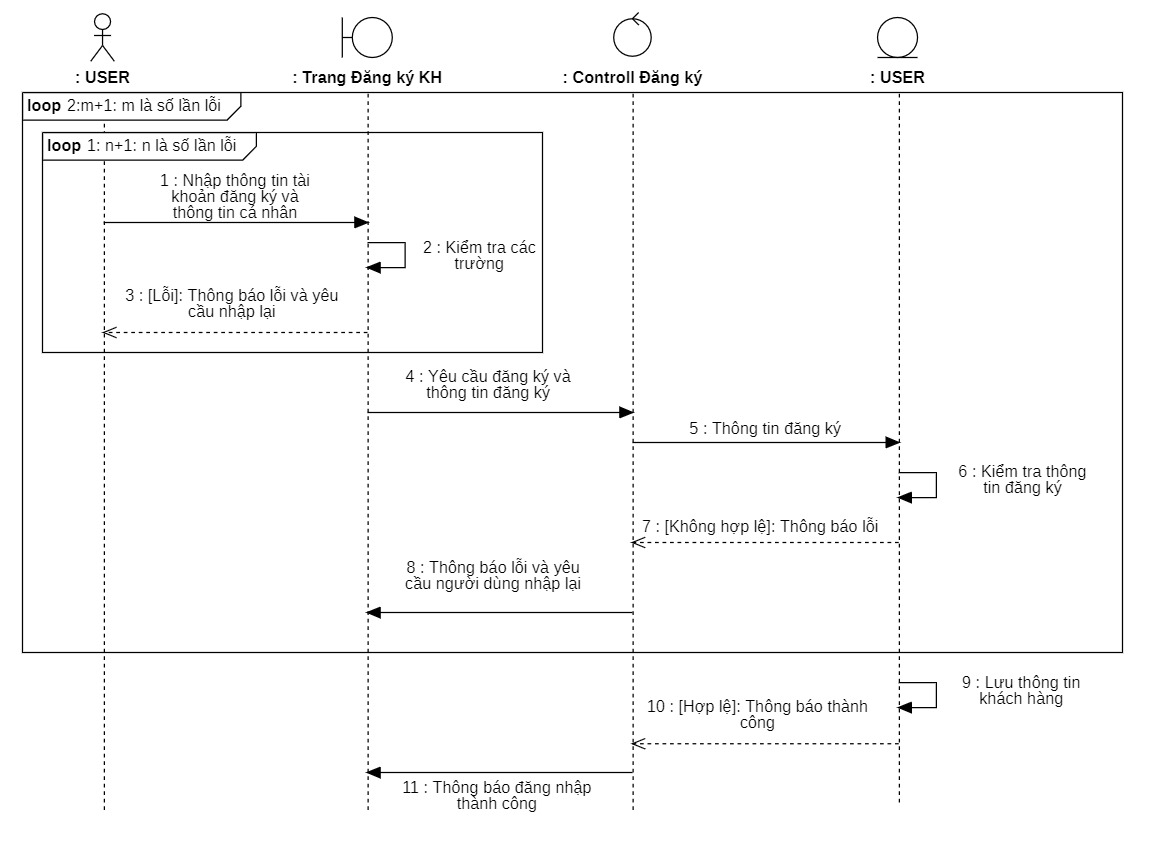 : USER
: Trang Đăng ký KH
: Controll Đăng ký
: USER
loop 2:m+1: m là số lần lỗi
loop 1: n+1: n là số lần lỗi
1 : Nhập thông tin tài
khoản đăng ký và
thông tin cá nhân
2 : Kiểm tra các
trường
3 : [Lỗi]: Thông báo lỗi và yêu
cầu nhập lại
4 : Yêu cầu đăng ký và
thông tin đăng ký
5 : Thông tin đăng ký
6 : Kiểm tra thông
tin đăng ký
7 : [Không hợp lệ]: Thông báo lỗi
8 : Thông báo lỗi và yêu
cầu người dùng nhập lại
9 : Lưu thông tin
khách hàng
10 : [Hợp lệ]: Thông báo thành
công
11 : Thông báo đăng nhập
thành công